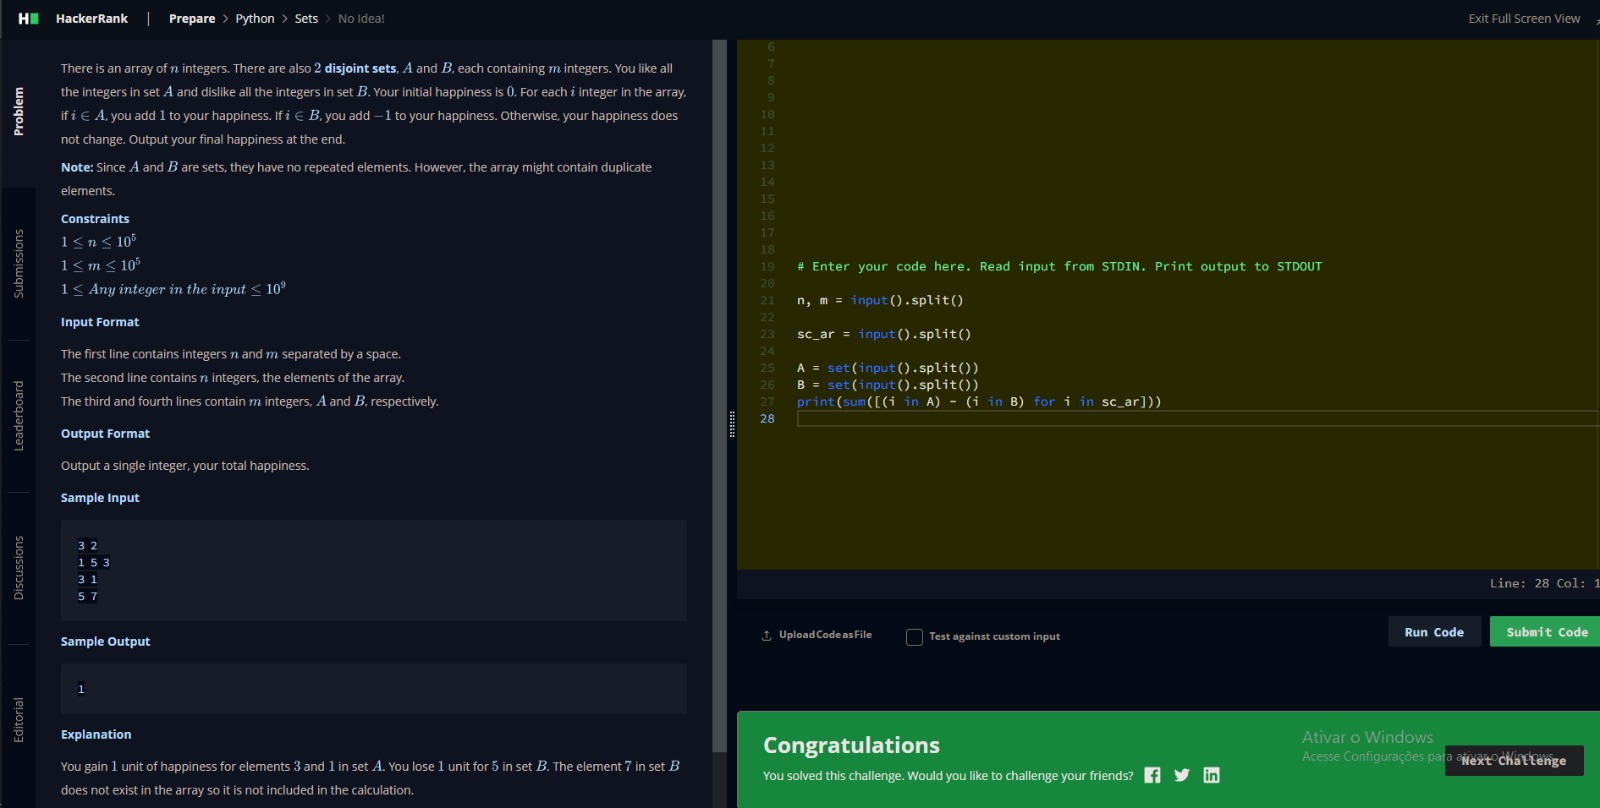 HackerRank | Prepare > Python > Sets > No Idea!
Exit Full Screen View
Problem
Submissions
Leaderboard
Discussions
Editorial
There is an array of n integers. There are also 2 disjoint sets, A and B, each containing m integers. You like all
the integers in set A and dislike all the integers in set B. Your initial happiness is 0. For each i integer in the array,
if i ∈ A, you add 1 to your happiness. If i ∈ B, you add −1 to your happiness. Otherwise, your happiness does
not change. Output your final happiness at the end.
Note: Since A and B are sets, they have no repeated elements. However, the array might contain duplicate
elements.
Constraints
1 ≤ n ≤ 10⁵
1 ≤ m ≤ 10⁵
1 ≤ Any integer in the input ≤ 10⁹
Input Format
The first line contains integers n and m separated by a space.
The second line contains n integers, the elements of the array.
The third and fourth lines contain m integers, A and B, respectively.
Output Format
Output a single integer, your total happiness.
Sample Input
3 2
1 5 3
3 1
5 7
Sample Output
1
Explanation
You gain 1 unit of happiness for elements 3 and 1 in set A. You lose 1 unit for 5 in set B. The element 7 in set B
does not exist in the array so it is not included in the calculation.
6
7
8
9
10
11
12
13
14
15
16
17
18
19 # Enter your code here. Read input from STDIN. Print output to STDOUT
20
21 n, m = input().split()
22
23 sc_ar = input().split()
24
25 A = set(input().split())
26 B = set(input().split())
27 print(sum([(i in A) - (i in B) for i in sc_ar]))
28
Line: 28 Col: 1
Upload Code as File
Test against custom input
Run Code
Submit Code
Congratulations
You solved this challenge. Would you like to challenge your friends?
Ativar o Windows
Acesse Configurações para ativar o Windows.
Next Challenge